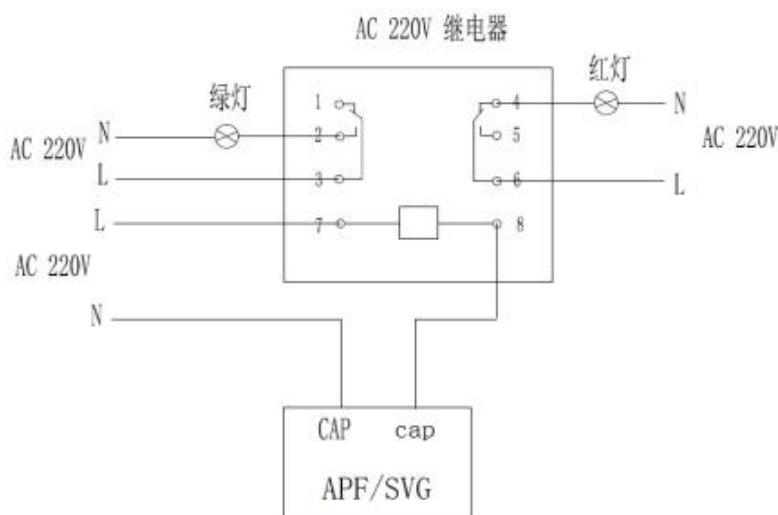 AC 220V 继电器
绿灯
红灯
1
4
N
N
2
5
AC 220V
AC 220V
L
3
6
L
L
7
8
AC 220V
N
CAP
cap
APF/SVG